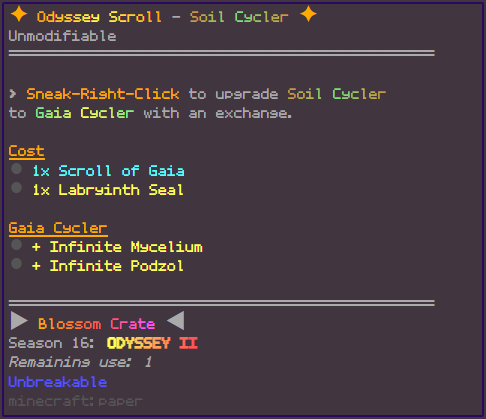 ✦ Odyssey Scroll - Soil Cycler ✦
Unmodifiable
> Sneak-Right-Click to upgrade Soil Cycler
to Gaia Cycler with an exchange.
Cost
● 1x Scroll of Gaia
● 1x Labryinth Seal
Gaia Cycler
● + Infinite Mycelium
● + Infinite Podzol
▶ Blossom Crate ◀
Season 16: ODYSSEY II
Remaining use: 1
Unbreakable
minecraft:paper